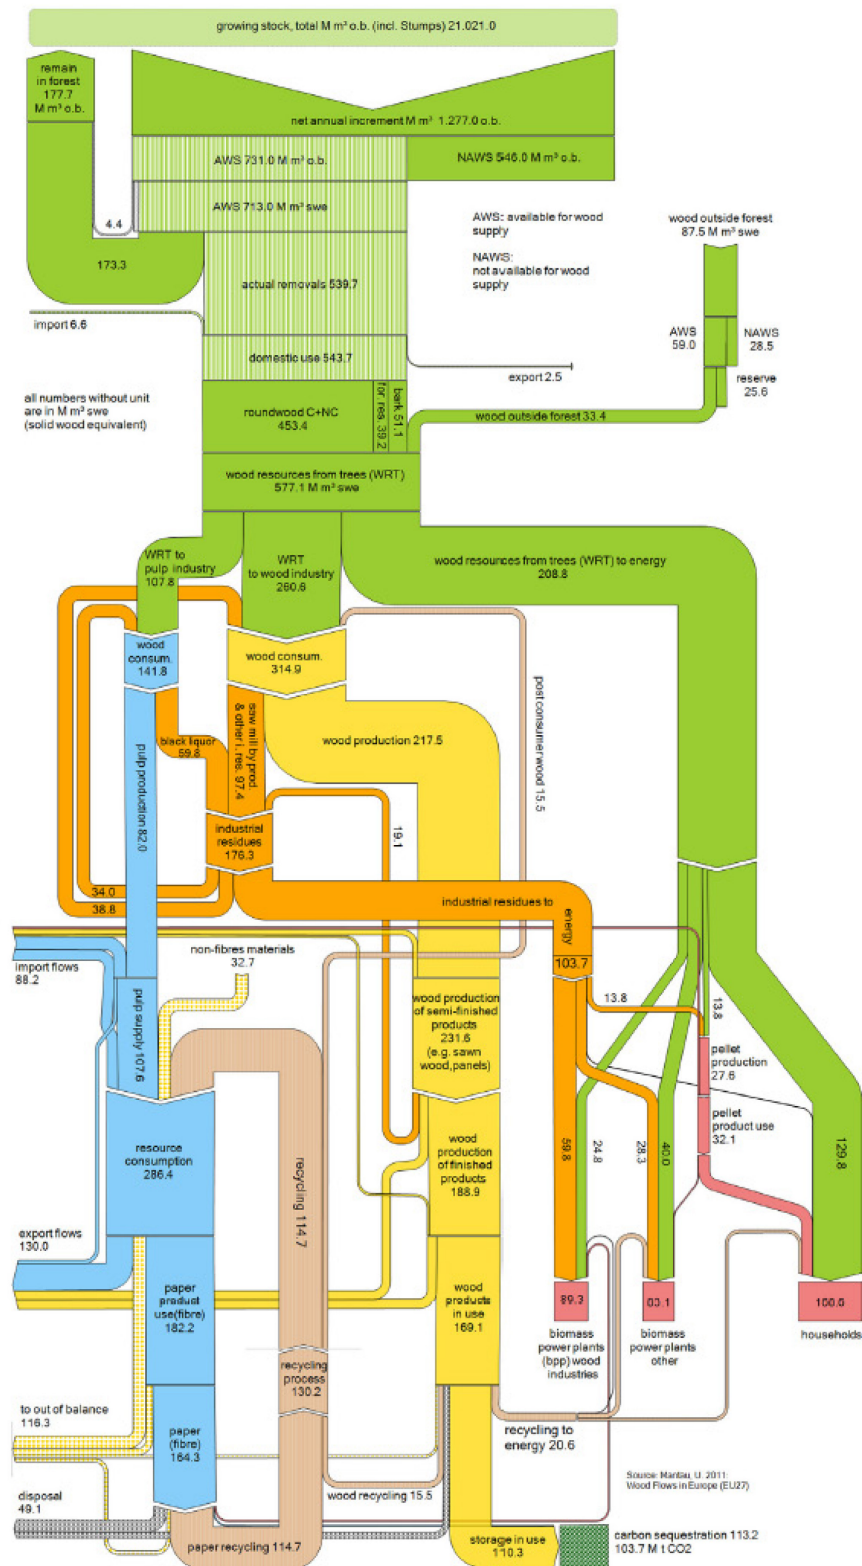 growing stock, total M m³ o.b. (incl. Stumps) 21.021.0
remain
in forest
177.7
M m³ o.b.
net annual increment M m³ 1.277.0 o.b.
AWS 731.0 M m³ o.b.
NAWS 546.0 M m³ o.b.
AWS 713.0 M m³ swe
4.4
173.3
AWS: available for wood
supply
NAWS:
not available for wood
supply
wood outside forest
87.5 M m³ swe
actual removals 539.7
import 6.6
AWS
59.0
NAWS
28.5
domestic use 543.7
export 2.5
reserve
25.6
all numbers without unit
are in M m³ swe
(solid wood equivalent)
roundwood C+NC
453.4
for. res. 39.2
bark 51.1
wood outside forest 33.4
wood resources from trees (WRT)
577.1 M m³ swe
WRT to
pulp industry
107.8
WRT
to wood industry
260.6
wood resources from trees (WRT) to energy
208.8
wood
consum.
141.8
wood consum.
314.9
post consumer wood 15.5
pulp production 82.0
black liquor
59.8
saw mill by prod.
& other i. res. 97.4
wood production 217.5
industrial
residues
176.3
19.1
34.0
38.8
industrial residues to
energy
103.7
import flows
88.2
non-fibres materials
32.7
pulp supply 107.6
wood production
of semi-finished
products
231.6
(e.g. sawn
wood, panels)
13.8
13.8
pellet
production
27.6
pellet
product use
32.1
resource
consumption
286.4
recycling 114.7
wood
production
of finished
products
188.9
59.8
24.8
28.3
40.0
129.8
export flows
130.0
paper
product
use(fibre)
182.2
wood
products
in use
169.1
89.3
biomass
power plants
(bpp) wood
industries
biomass
power plants
other
households
recycling
process
130.2
to out of balance
116.3
paper
(fibre)
164.3
recycling to
energy 20.6
wood recycling 15.5
Source: Mantau, U. 2011:
Wood Flows in Europe (EU27)
disposal
49.1
paper recycling 114.7
storage in use
110.3
carbon sequestration 113.2
103.7 M t CO2